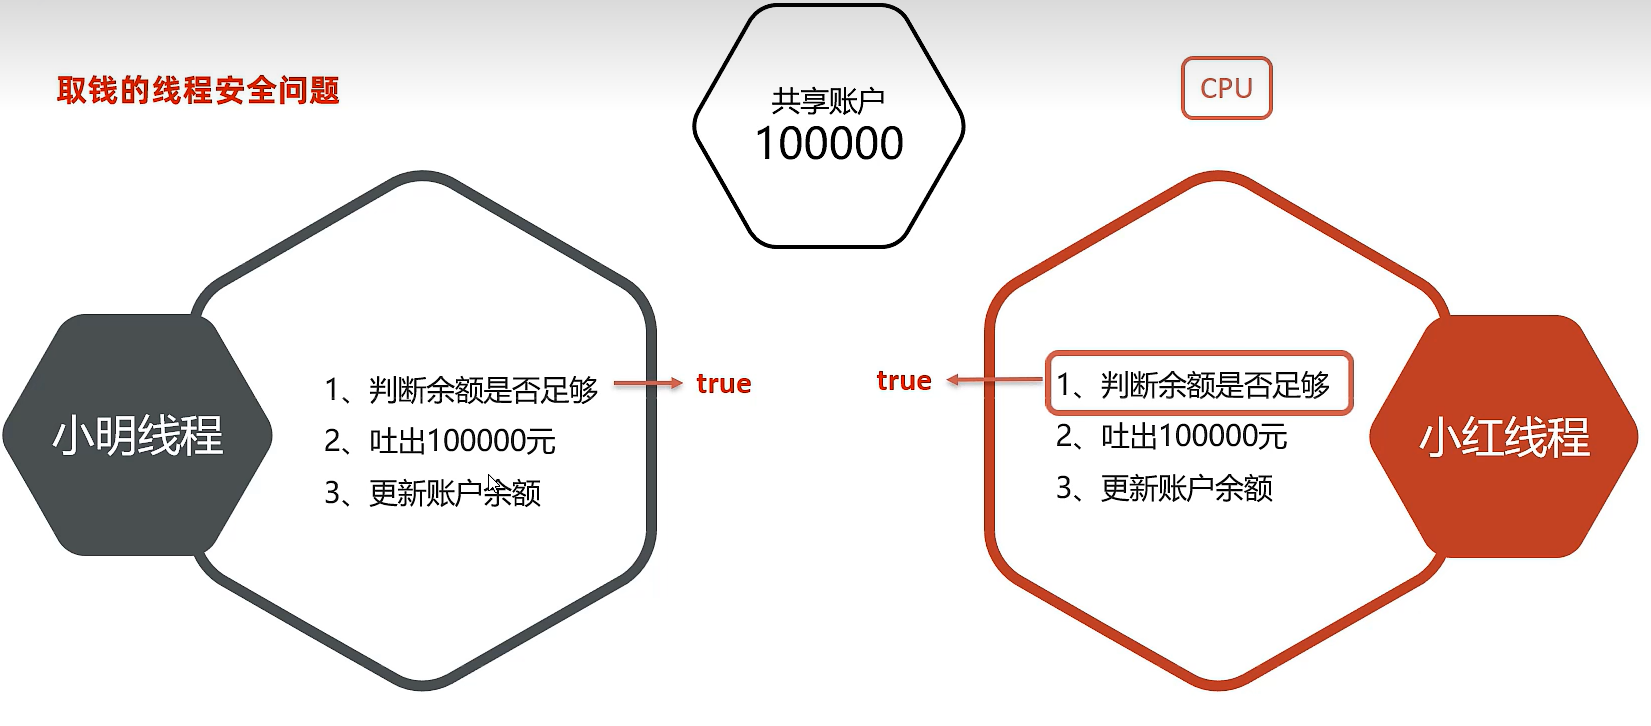 取钱的线程安全问题
共享账户
100000
CPU
小明线程
1、判断余额是否足够
2、吐出100000元
3、更新账户余额
true
true
1、判断余额是否足够
2、吐出100000元
3、更新账户余额
小红线程